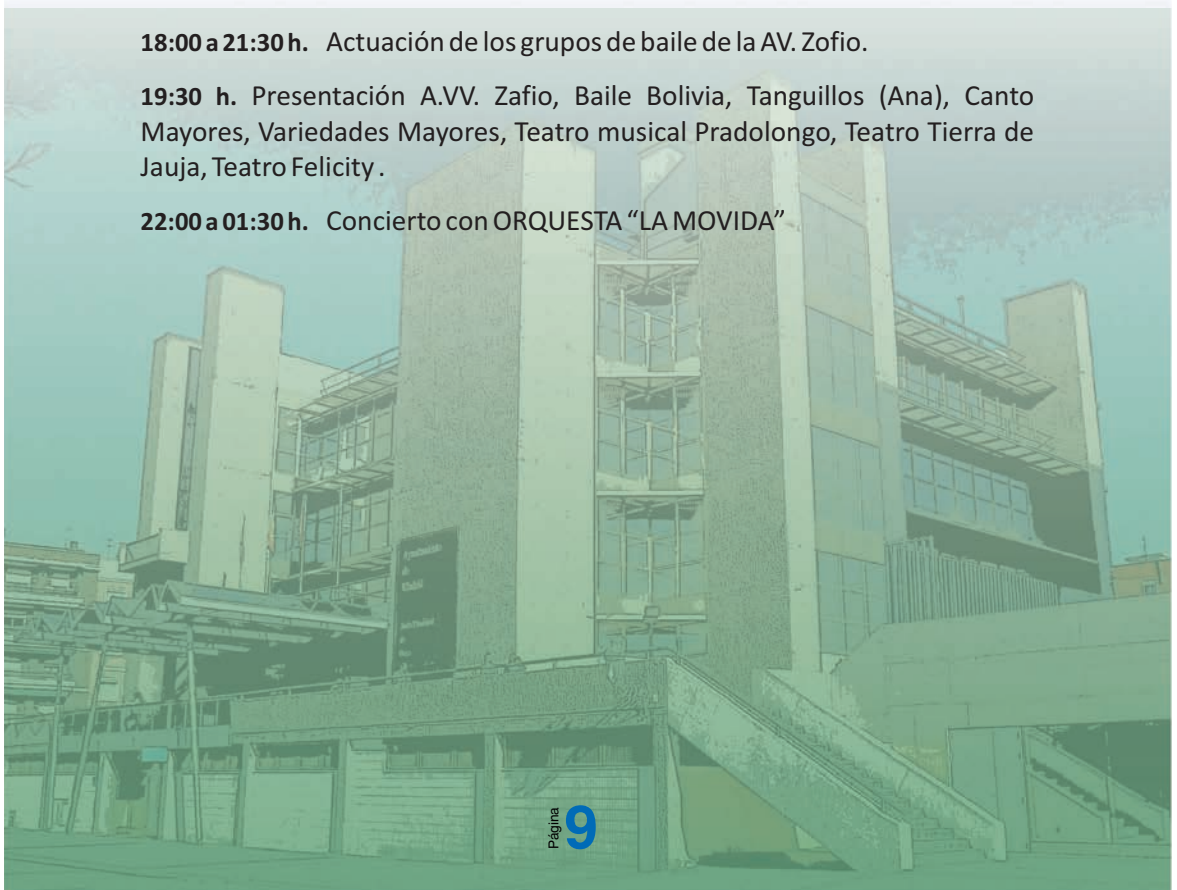 18:00 a 21:30 h. Actuación de los grupos de baile de la AV. Zofio.
19:30 h. Presentación A.VV. Zafio, Baile Bolivia, Tanguillos (Ana), Canto
Mayores, Variedades Mayores, Teatro musical Pradolongo, Teatro Tierra de
Jauja, Teatro Felicity .
22:00 a 01:30 h. Concierto con ORQUESTA “LA MOVIDA”
Página 9